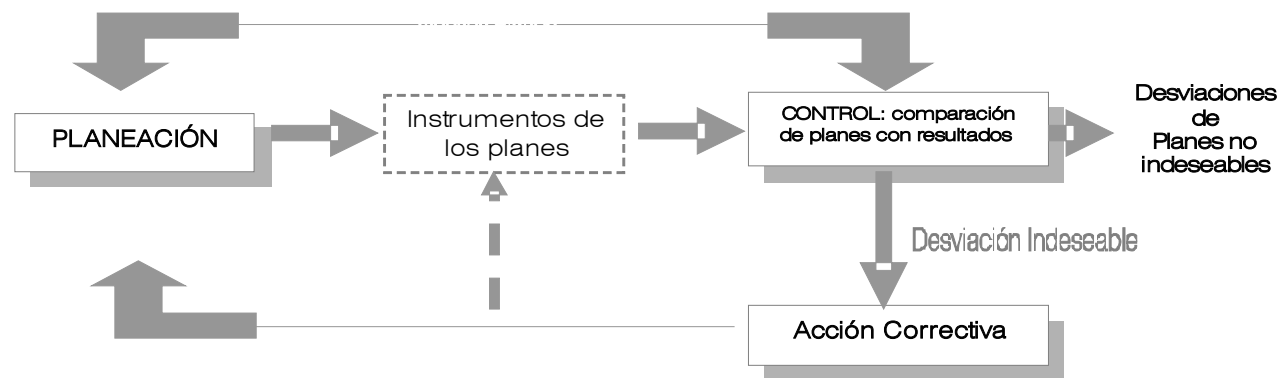 PLANEACIÓN
Instrumentos de
los planes
CONTROL: comparación
de planes con resultados
Desviaciones
de
Planes no
indeseables
Desviación Indeseable
Acción Correctiva